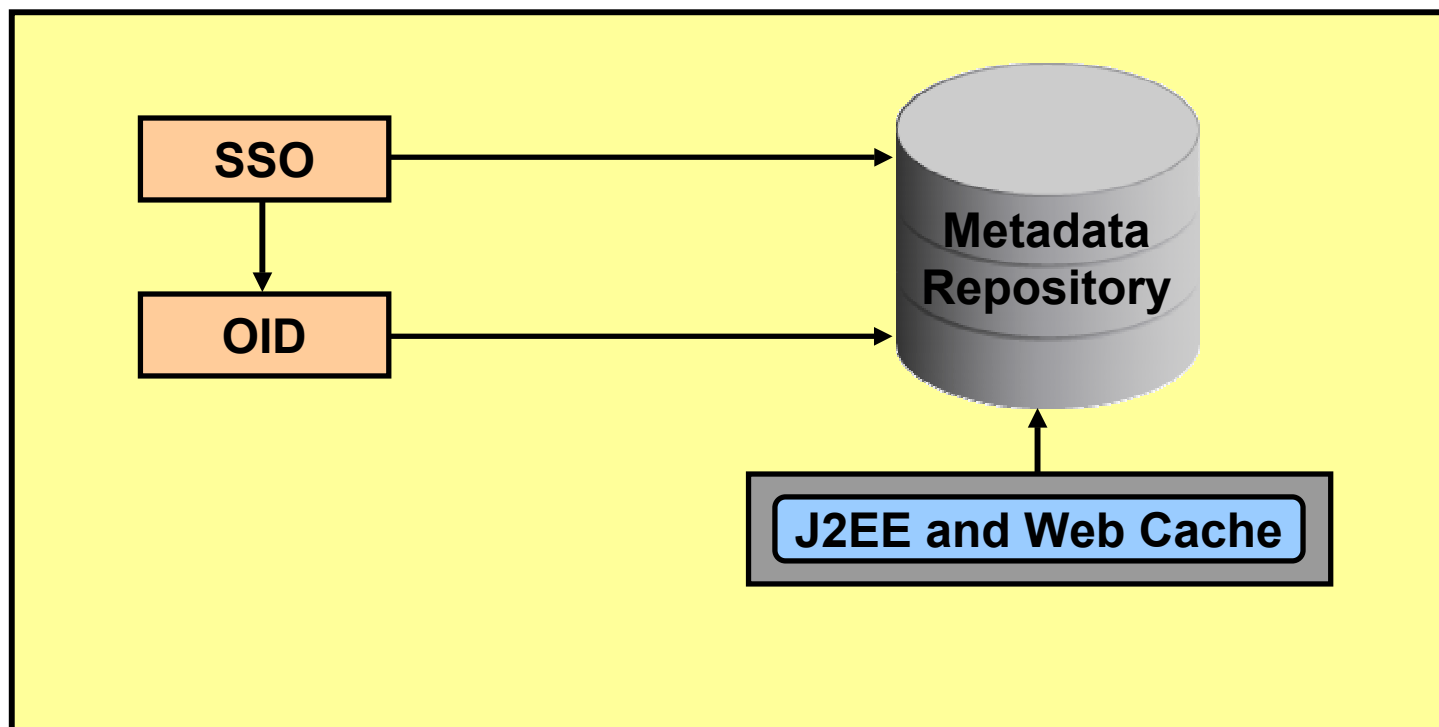 SSO
Metadata
Repository
OID
J2EE and Web Cache